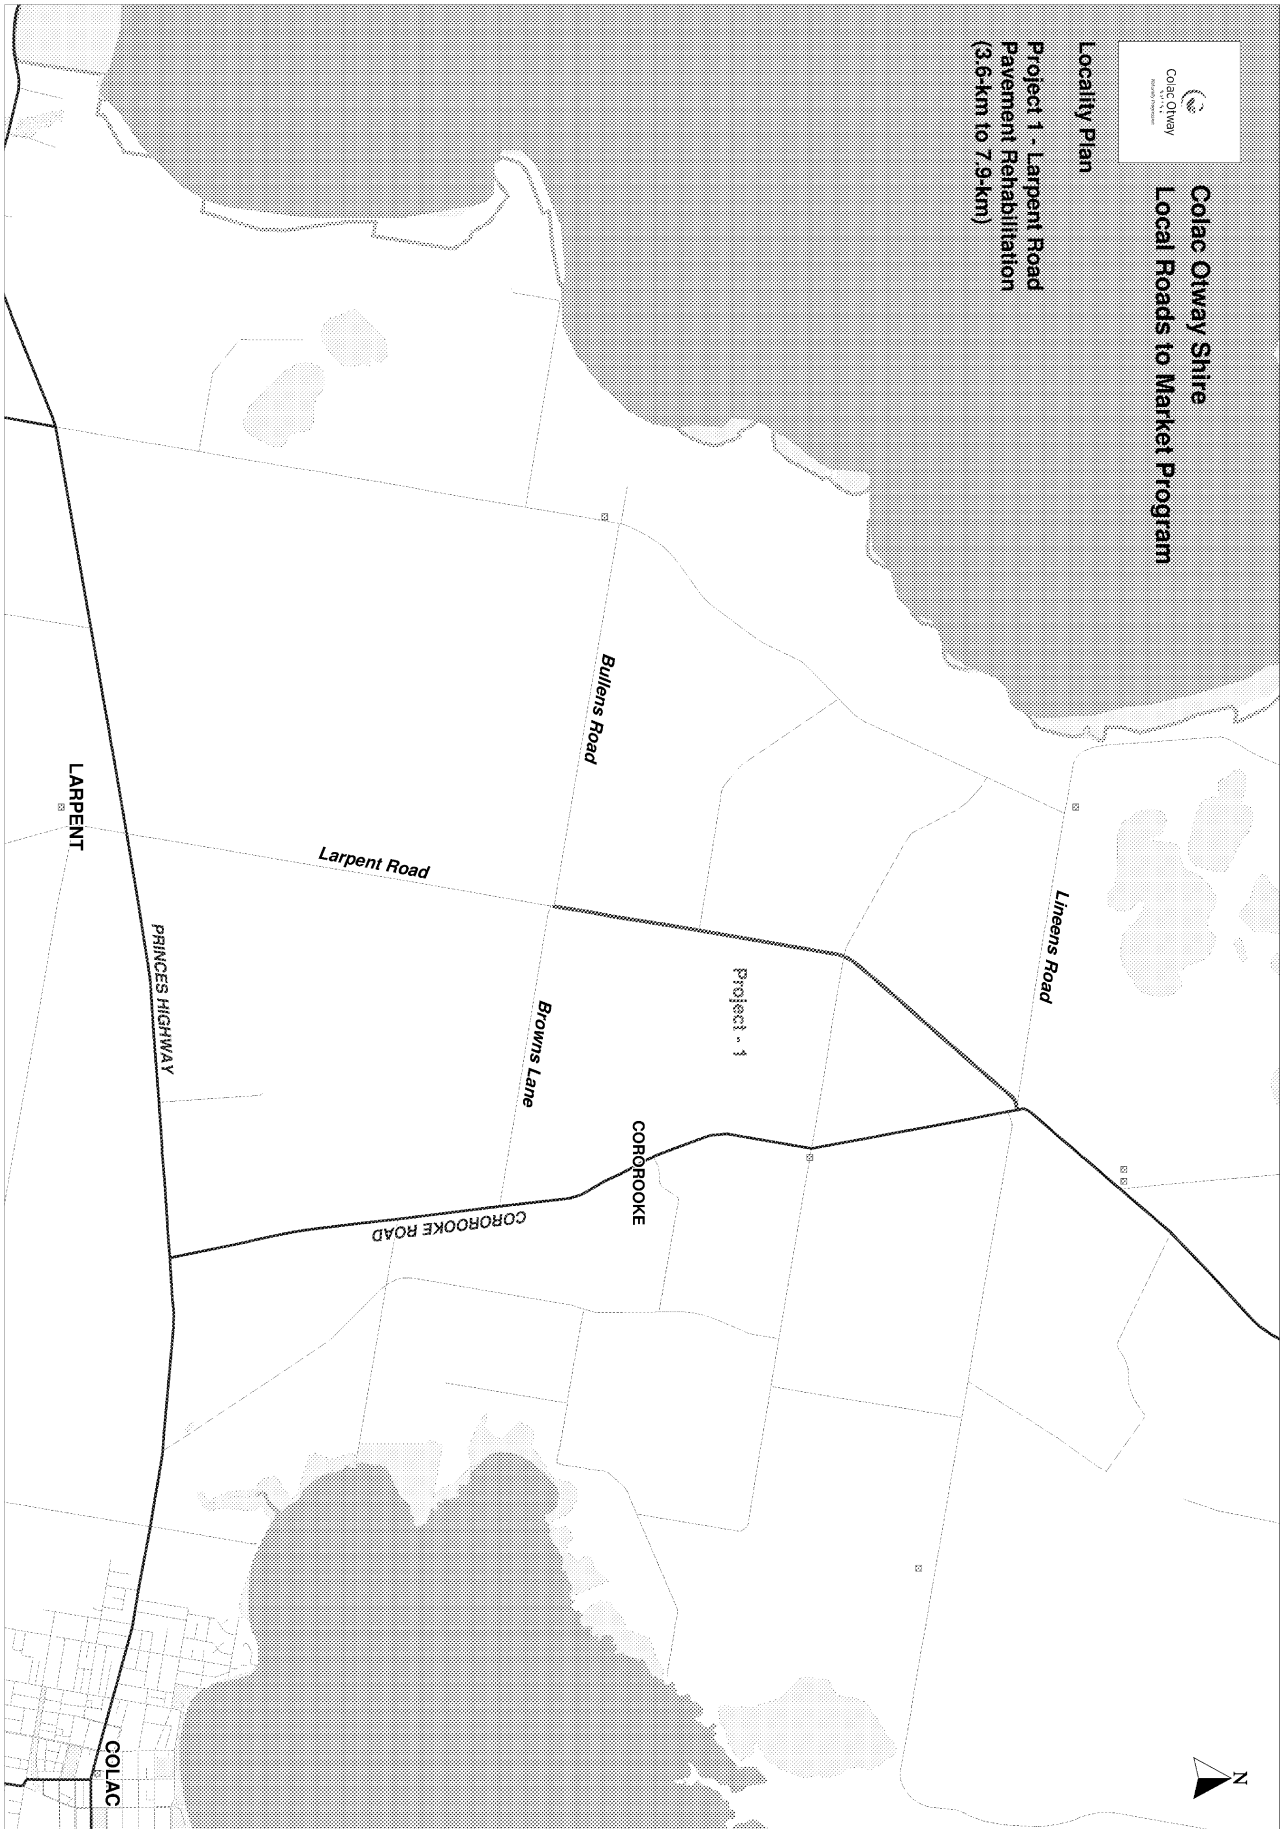 Colac Otway Shire
Local Roads to Market Program
Colac Otway
Locality Plan
Project 1 - Larpent Road
Pavement Rehabilitation
(3.6-km to 7.9-km)
N
Lineens Road
Bullens Road
Project - 1
Larpent Road
Browns Lane
COROROOKE
COROROOKE ROAD
LARPENT
PRINCES HIGHWAY
COLAC